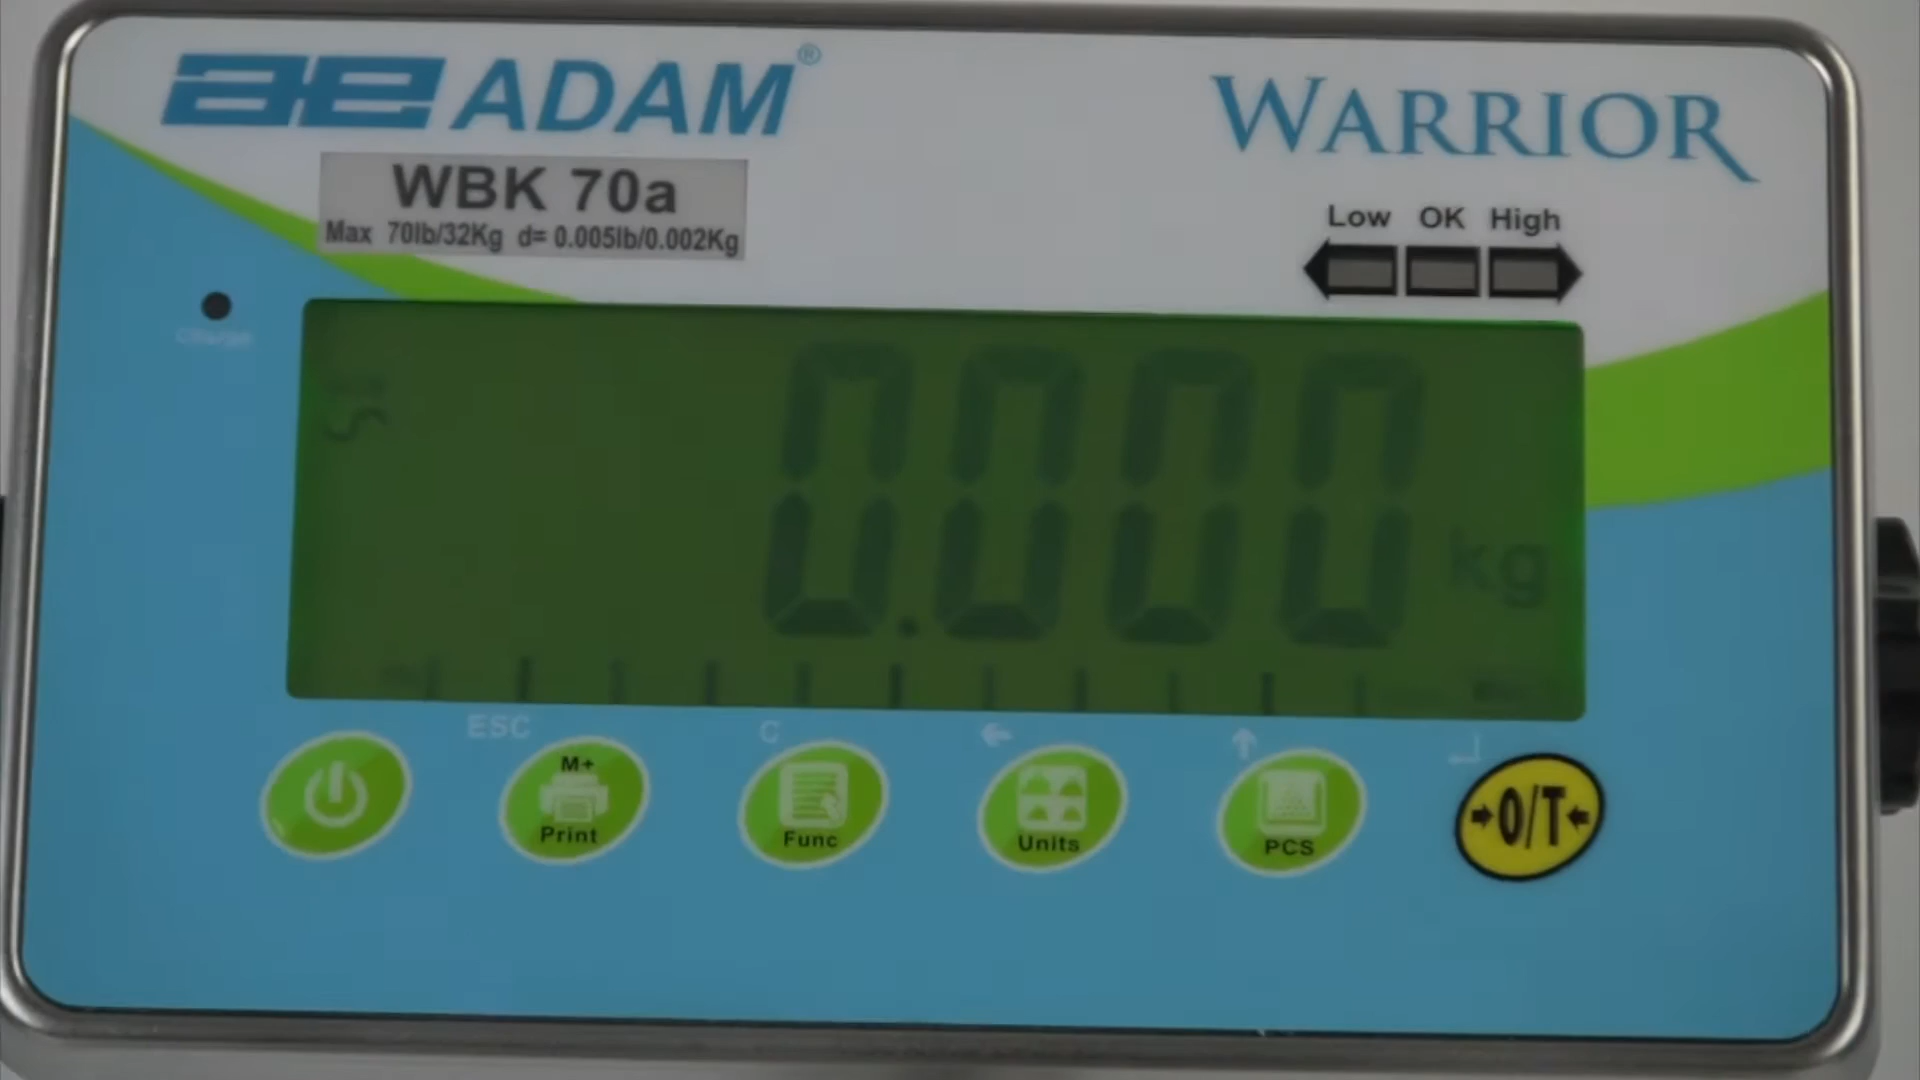 ae ADAM®
WARRIOR
WBK 70a
Max 70lb/32Kg d= 0.005lb/0.002Kg
Low OK High
Charge
0.000 kg
ESC
C
M+
Print
Func
Units
PCS
0/T